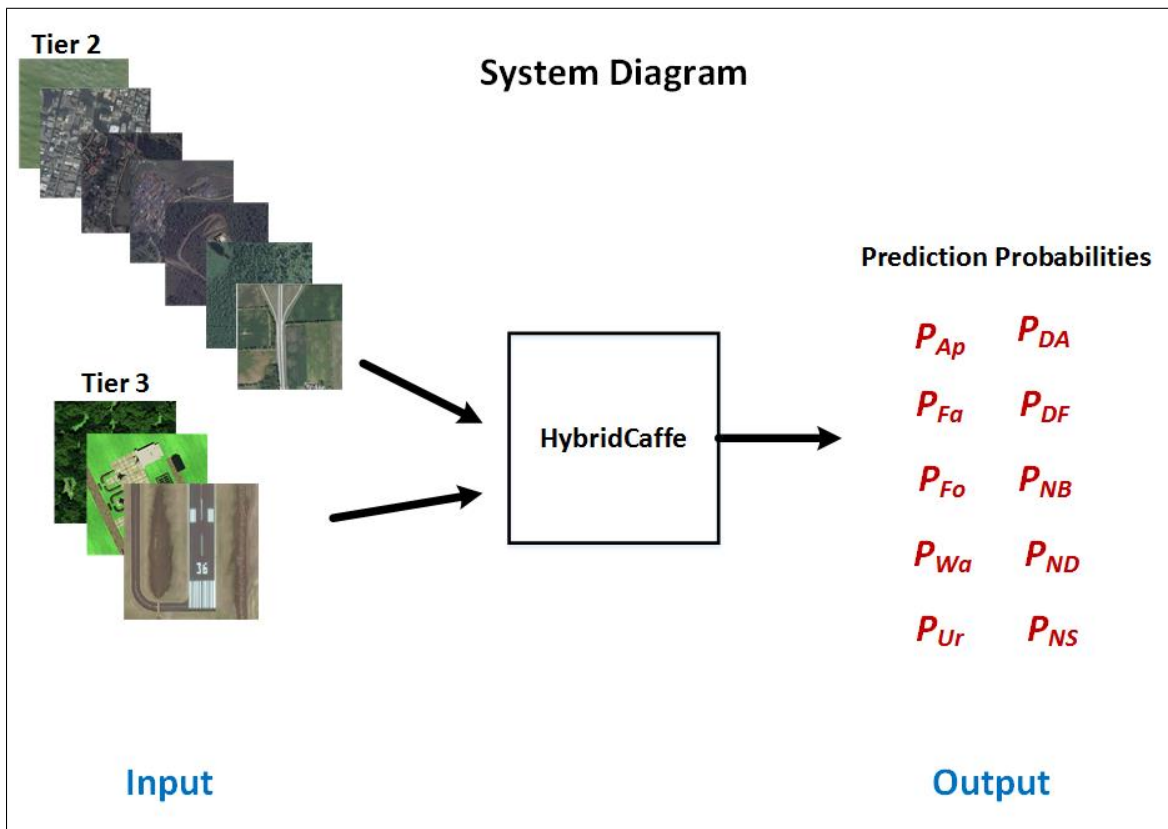 Tier 2
System Diagram
Prediction Probabilities
P_Ap P_DA
Tier 3
P_Fa P_DF
HybridCaffe
P_Fo P_NB
36
P_Wa P_ND
P_Ur P_NS
Input
Output